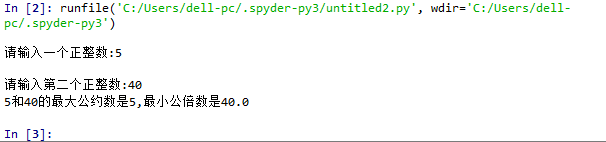 In [2]: runfile('C:/Users/dell-pc/.spyder-py3/untitled2.py', wdir='C:/Users/dell-
pc/.spyder-py3')
请输入一个正整数:5
请输入第二个正整数:40
5和40的最大公约数是5,最小公倍数是40.0
In [3]: